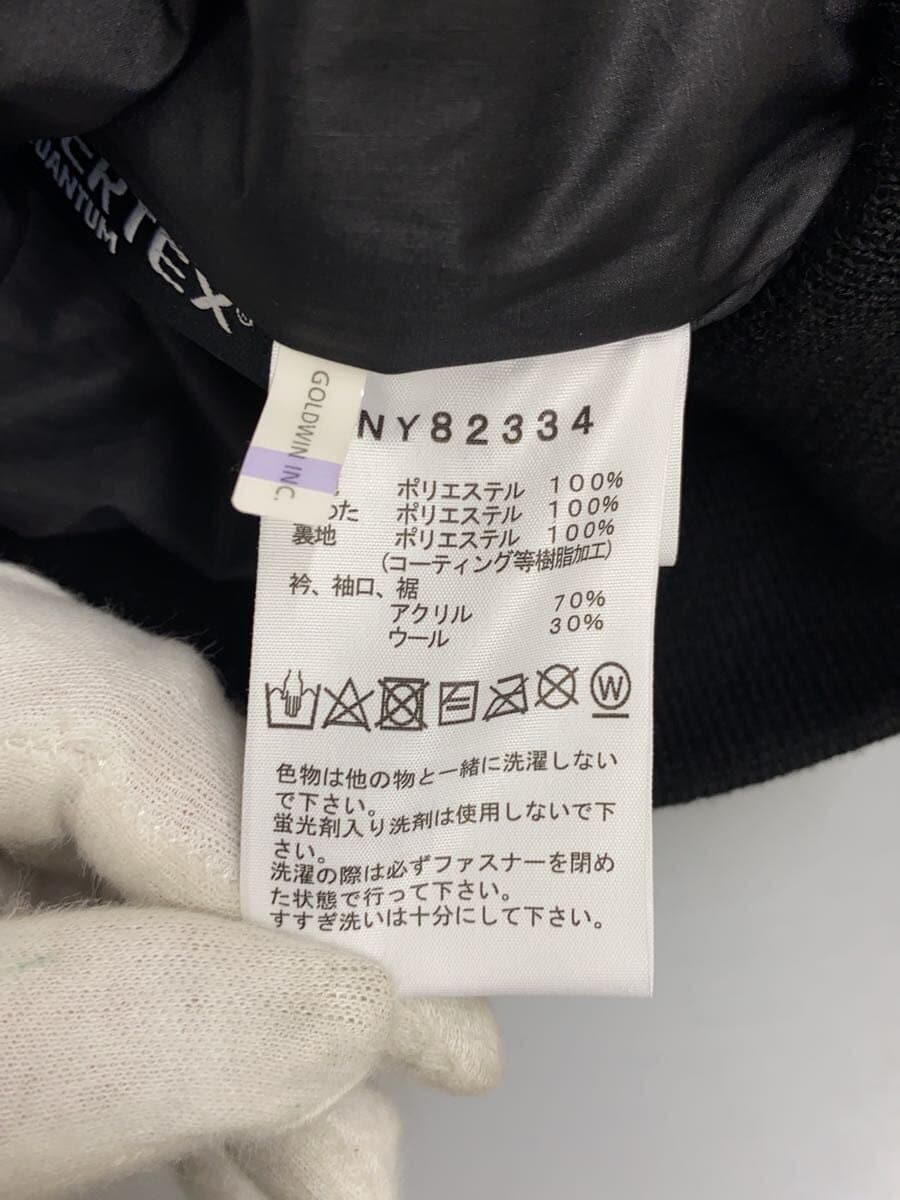 TEX
QUANTUM
GOLDWIN INC.
NY82334
ポリエステル 100%
ポリエステル 100%
裏地 ポリエステル 100%
(コーティング等樹脂加工)
衿、袖口、裾
アクリル 70%
ウール 30%
W
色物は他の物と一緒に洗濯しない
で下さい。
蛍光剤入り洗剤は使用しないで下
さい。
洗濯の際は必ずファスナーを閉め
た状態で行って下さい。
すすぎ洗いは十分にして下さい。